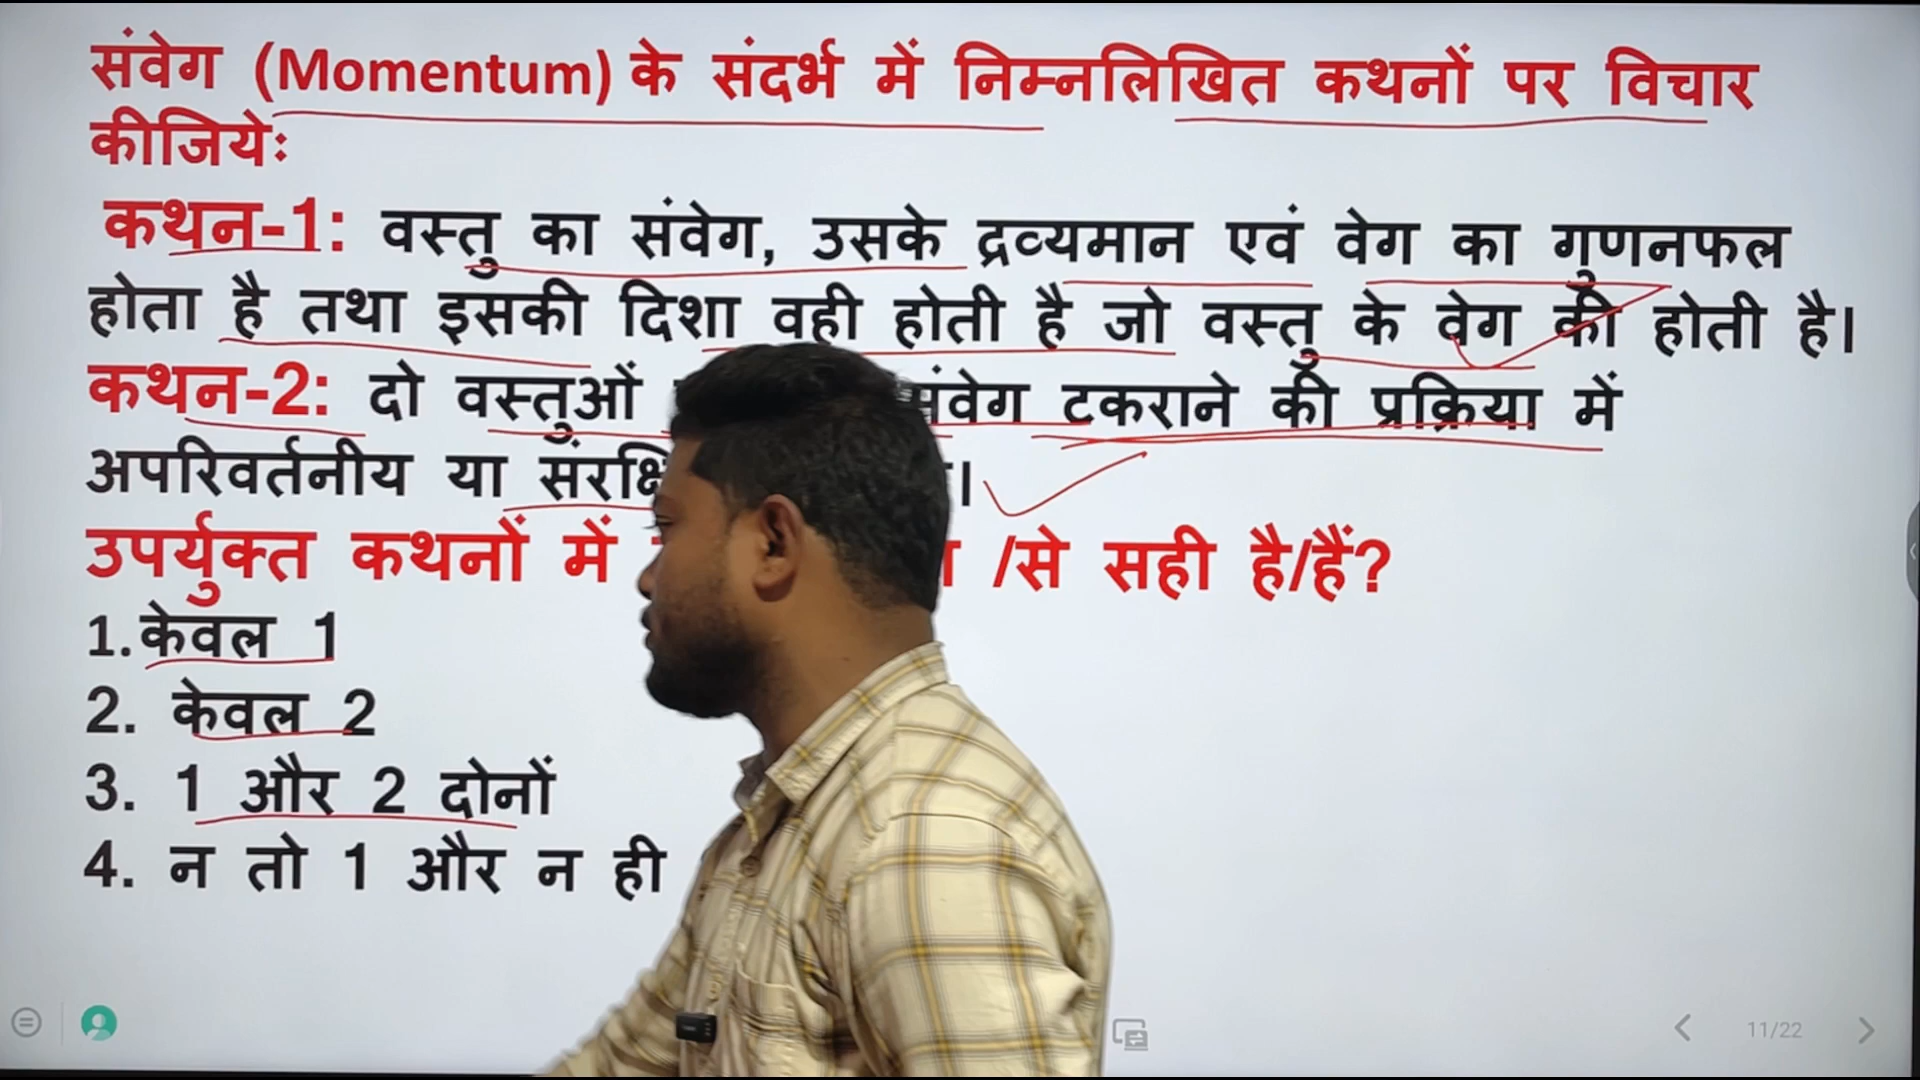 संवेग (Momentum) के संदर्भ में निम्नलिखित कथनों पर विचार
कीजियेः
कथन-1: वस्तु का संवेग, उसके द्रव्यमान एवं वेग का गुणनफल
होता है तथा इसकी दिशा वही होती है जो वस्तु के वेग की होती है।
कथन-2: दो वस्तुओं टकराने की प्रक्रिया में
अपरिवर्तनीय या
उपर्युक्त कथनों में /से सही है/हैं?
1.केवल 1
2. केवल 2
3. 1 और 2 दोनों
4. न तो 1 और न ही
11/22